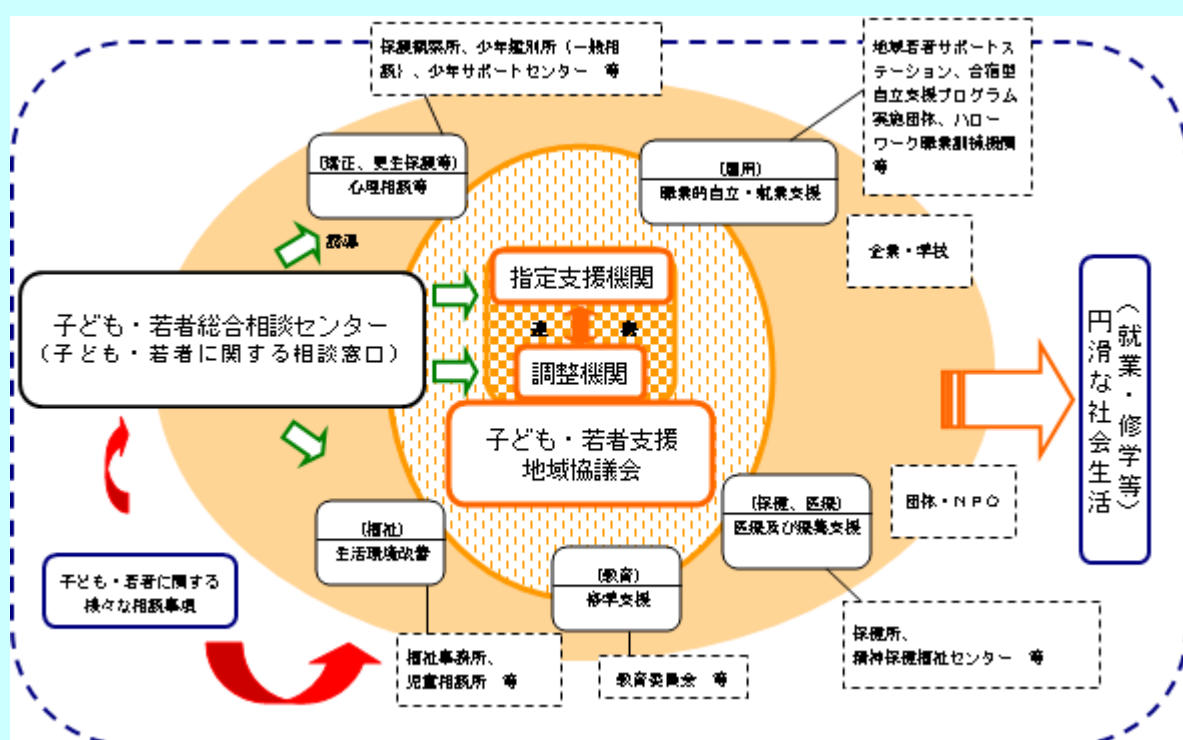 保護観察所、少年鑑別所（一般相
談）、少年サポートセンター　等
地域若者サポートス
テーション、合宿型
自立支援プログラム
実施団体、ハロー
ワーク職業訓練機関
等
（矯正、更生保護等）
心理相談等
（雇用）
職業的自立・就業支援
誘導
企業・学校
指定支援機関
連　携
調整機関
子ども・若者総合相談センター
（子ども・若者に関する相談窓口）
子ども・若者支援
地域協議会
円滑な社会生活
（就業・修学等）
（保健、医療）
医療及び療養支援
団体・ＮＰＯ
（福祉）
生活環境改善
（教育）
修学支援
子ども・若者に関する
様々な相談事項
福祉事務所、
児童相談所　等
教育委員会　等
保健所、
精神保健福祉センター　等